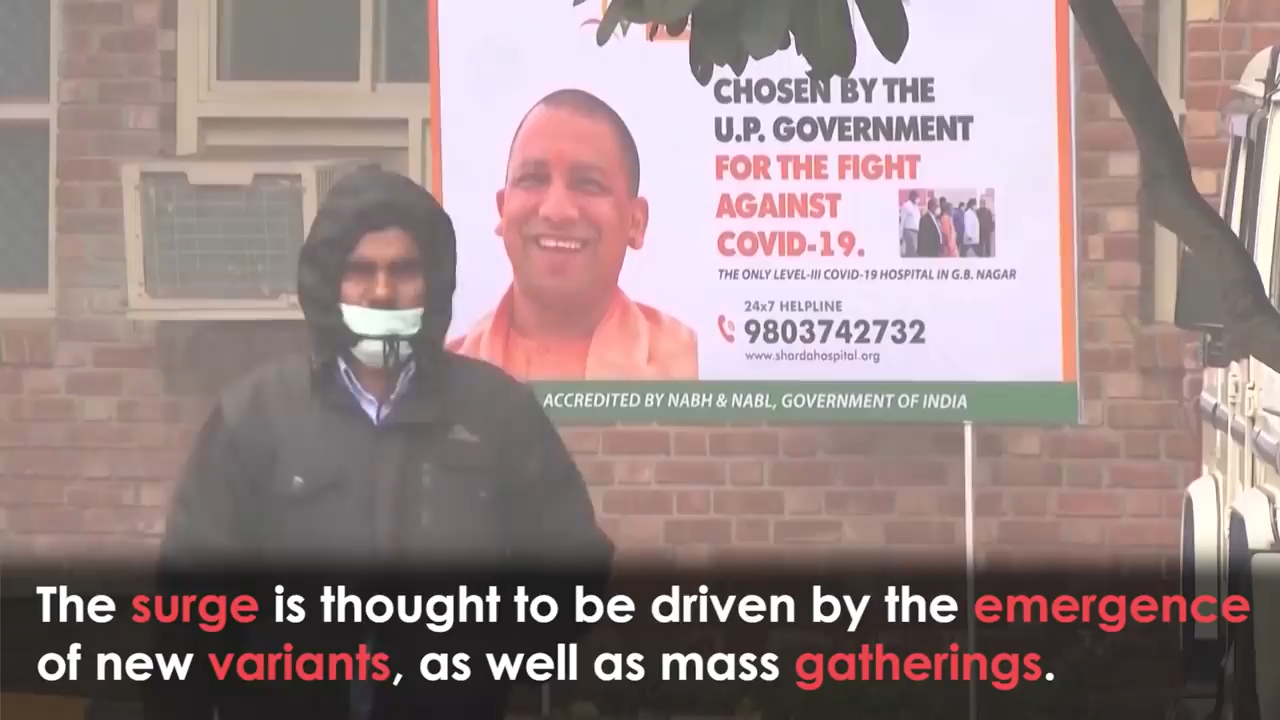 CHOSEN BY THE
U.P. GOVERNMENT
FOR THE FIGHT
AGAINST
COVID-19.
THE ONLY LEVEL-III COVID-19 HOSPITAL IN G.B. NAGAR
24x7 HELPLINE
9803742732
www.shardahospital.org
ACCREDITED BY NABH & NABL, GOVERNMENT OF INDIA
The surge is thought to be driven by the emergence
of new variants, as well as mass gatherings.